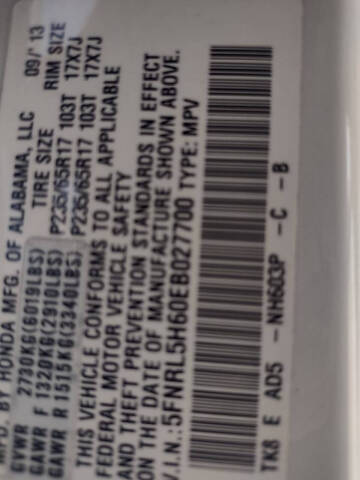 MFD. BY HONDA MFG. OF ALABAMA, LLC 09/'13
GVWR 2730KG(6019LBS) TIRE SIZE RIM SIZE
GAWR F 1320KG(2910LBS) P235/65R17 103T 17X7J
GAWR R 1515KG(3340LBS) P235/65R17 103T 17X7J
THIS VEHICLE CONFORMS TO ALL APPLICABLE
FEDERAL MOTOR VEHICLE SAFETY
AND THEFT PREVENTION STANDARDS IN EFFECT
ON THE DATE OF MANUFACTURE SHOWN ABOVE.
V.I.N.:5FNRL5H60EB027700 TYPE: MPV
TK8 E AD5 -NH603P -C -B